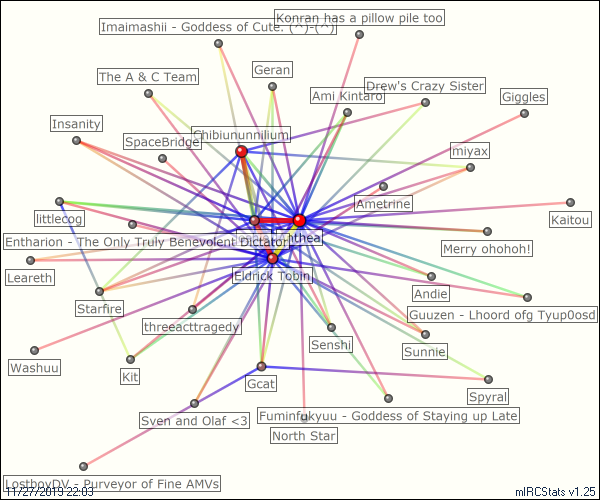 Konran has a pillow pile too
Imaimashii - Goddess of Cute. (^)-(^)
Geran
The A & C Team
Drew's Crazy Sister
Ami Kintaro
Giggles
Insanity
Chibiununnilium
SpaceBridge
miyax
Ametrine
littlecog
Kaitou
Entharion - The Only Truly Benevolent Dictator
Merry ohohoh!
Eldrick Tobin
Leareth
Andie
Starfire
Guuzen - Lhoord ofg Tyup0osd
threeacttragedy
Senshi
Sunnie
Washuu
Kit
Gcat
Spyral
Sven and Olaf <3
Fuminfukyuu - Goddess of Staying up Late
North Star
LostboyDV - Purveyor of Fine AMVs
11/27/2019 22:03
mIRCStats v1.25